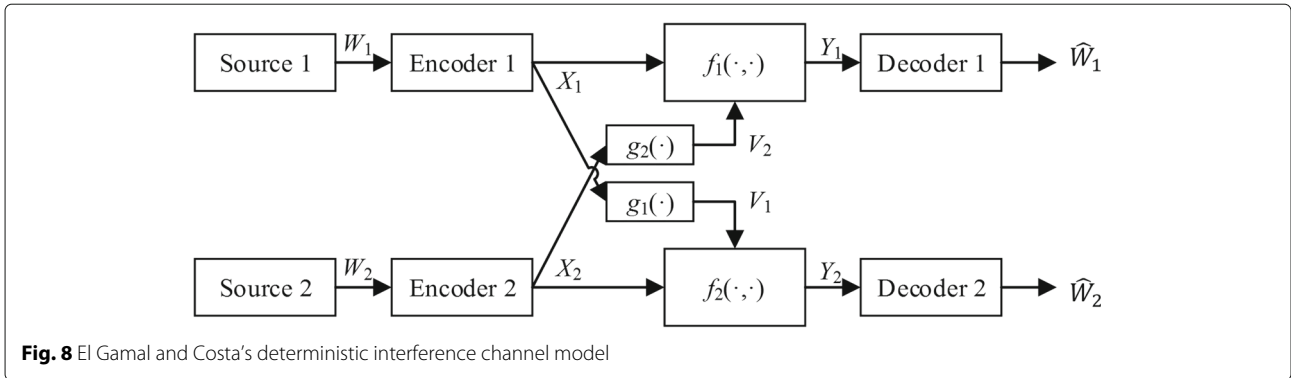 Source 1
W₁
Encoder 1
X₁
f₁(·,·)
Y₁
Decoder 1
Ŵ₁
g₂(·)
V₂
g₁(·)
V₁
Source 2
W₂
Encoder 2
X₂
f₂(·,·)
Y₂
Decoder 2
Ŵ₂
Fig. 8 El Gamal and Costa's deterministic interference channel model